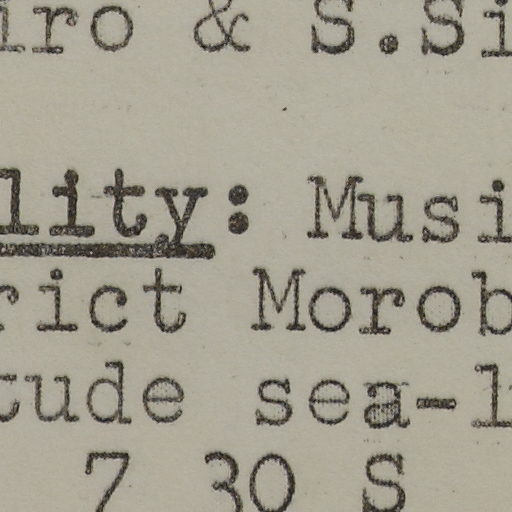 iro & S.Si
lity: Musi
rict Morob
tude sea-l
7 30 S